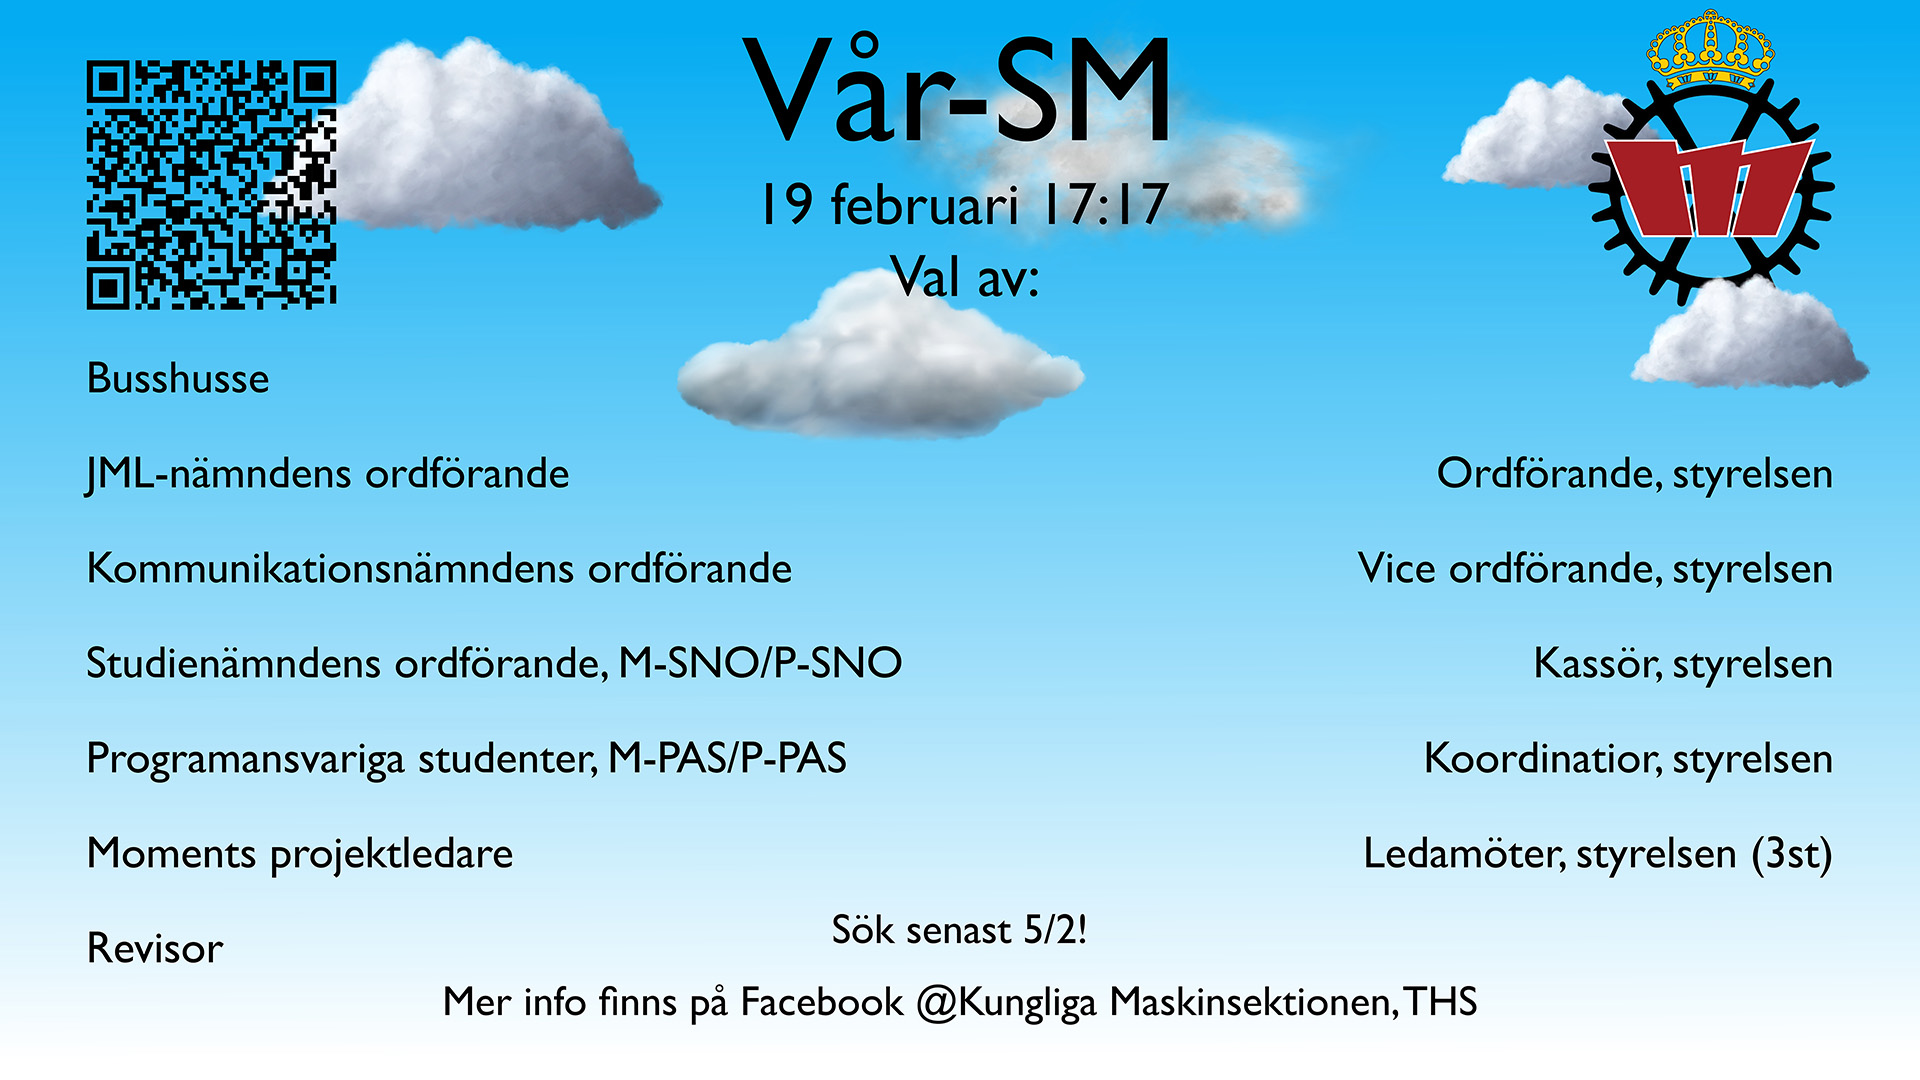 Vår-SM
19 februari 17:17
Val av:
Busshusse
JML-nämndens ordförande
Kommunikationsnämndens ordförande
Studienämndens ordförande, M-SNO/P-SNO
Programansvariga studenter, M-PAS/P-PAS
Moments projektledare
Revisor
Ordförande, styrelsen
Vice ordförande, styrelsen
Kassör, styrelsen
Koordinatior, styrelsen
Ledamöter, styrelsen (3st)
Sök senast 5/2!
Mer info finns på Facebook @Kungliga Maskinsektionen, THS